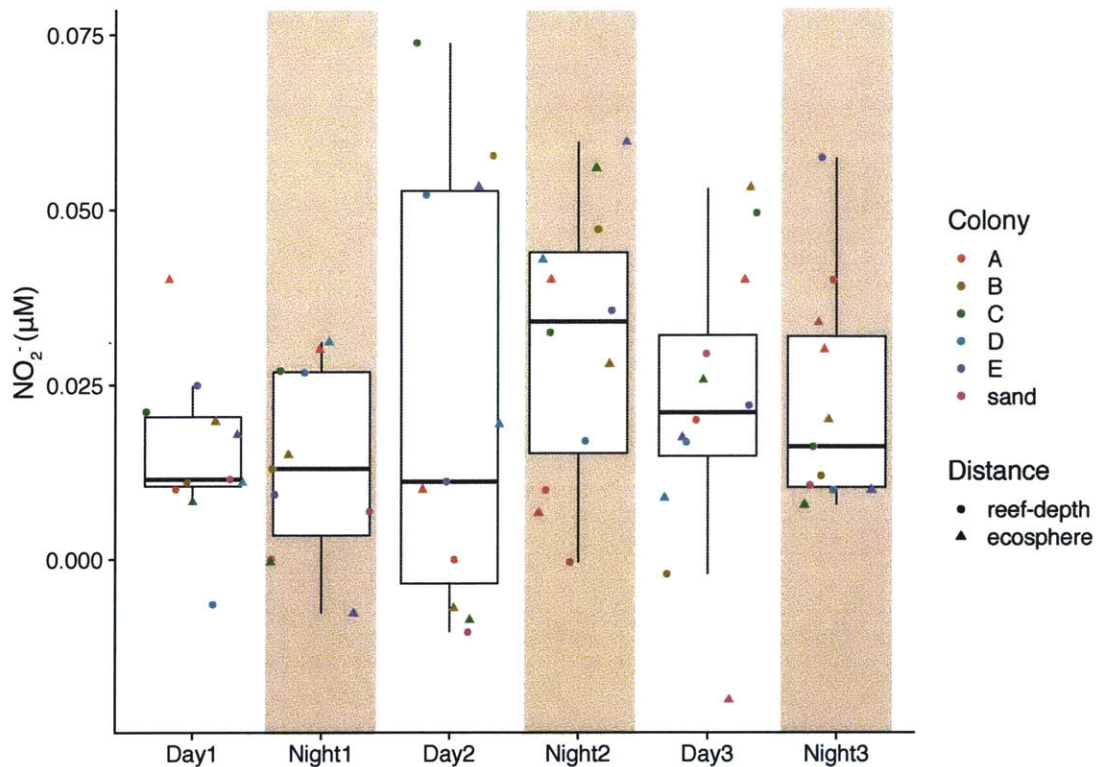 0.075
0.050
0.025
0.000
NO₂⁻ (μM)
Day1 Night1 Day2 Night2 Day3 Night3
Colony
A
B
C
D
E
sand
Distance
reef-depth
ecosphere